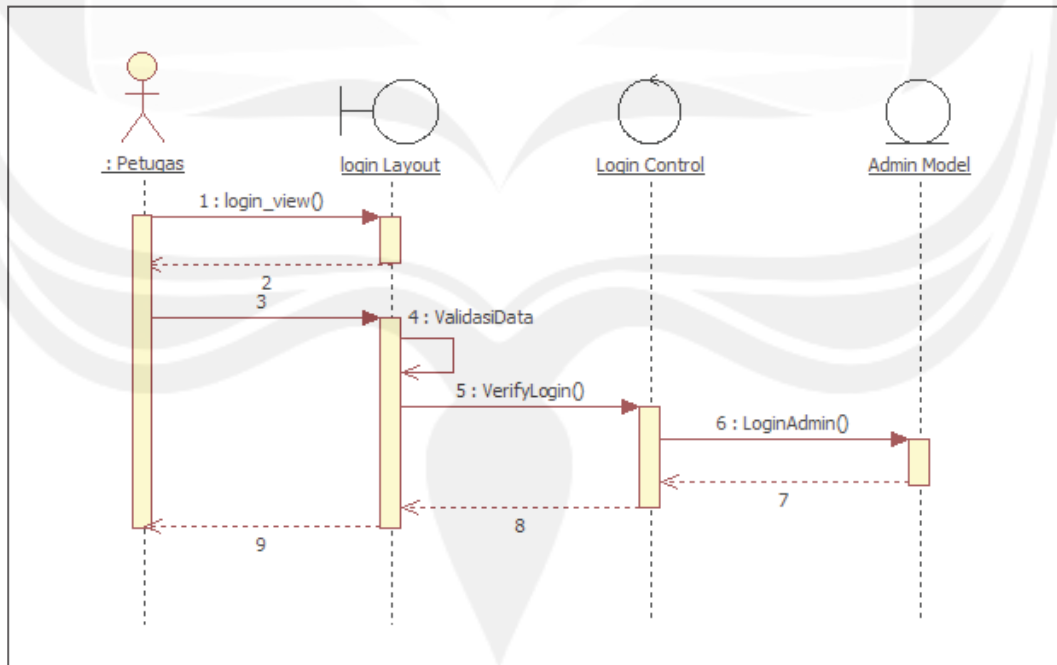 : Petugas
login Layout
Login Control
Admin Model
1 : login_view()
2
3
4 : ValidasiData
5 : VerifyLogin()
6 : LoginAdmin()
7
8
9